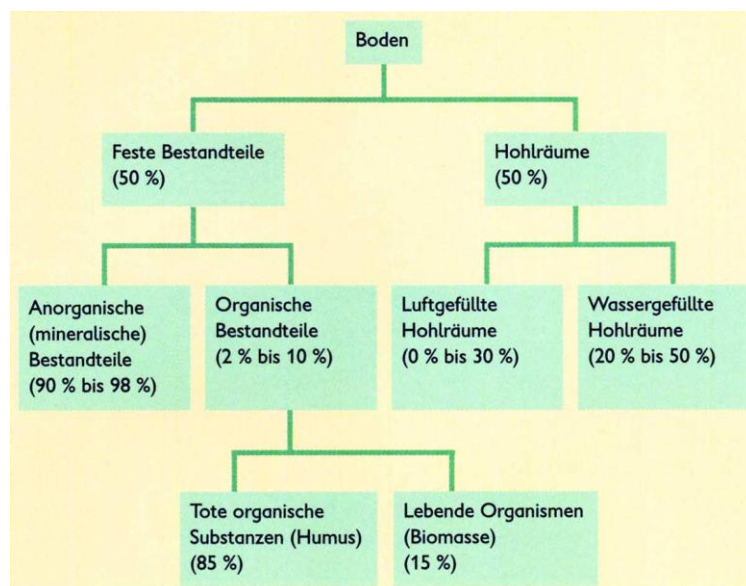 Boden
Feste Bestandteile
(50 %)
Hohlräume
(50 %)
Anorganische
(mineralische)
Bestandteile
(90 % bis 98 %)
Organische
Bestandteile
(2 % bis 10 %)
Luftgefüllte
Hohlräume
(0 % bis 30 %)
Wassergefüllte
Hohlräume
(20 % bis 50 %)
Tote organische
Substanzen (Humus)
(85 %)
Lebende Organismen
(Biomasse)
(15 %)